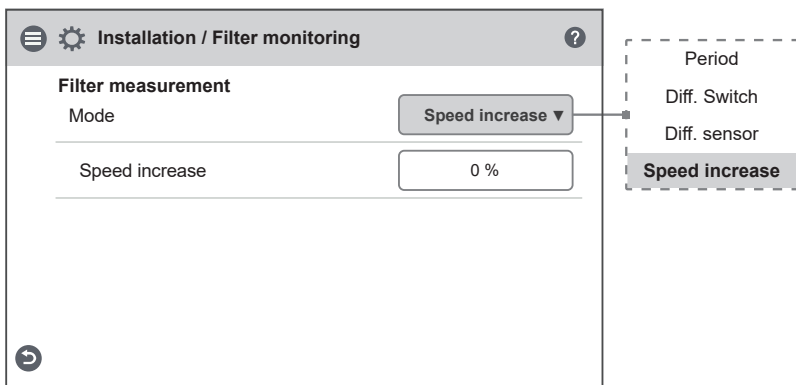 Installation / Filter monitoring
?
Filter measurement
Mode
Speed increase ▼
Speed increase
0 %
Period
Diff. Switch
Diff. sensor
Speed increase